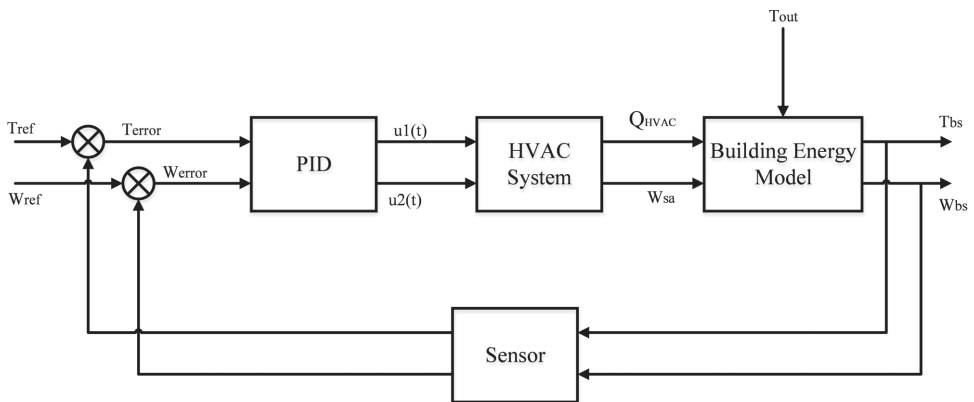 Tout
Tref
Terror
u1(t)
QHVAC
Tbs
PID
HVAC
System
Building Energy
Model
Wref
Werror
u2(t)
Wsa
Wbs
Sensor